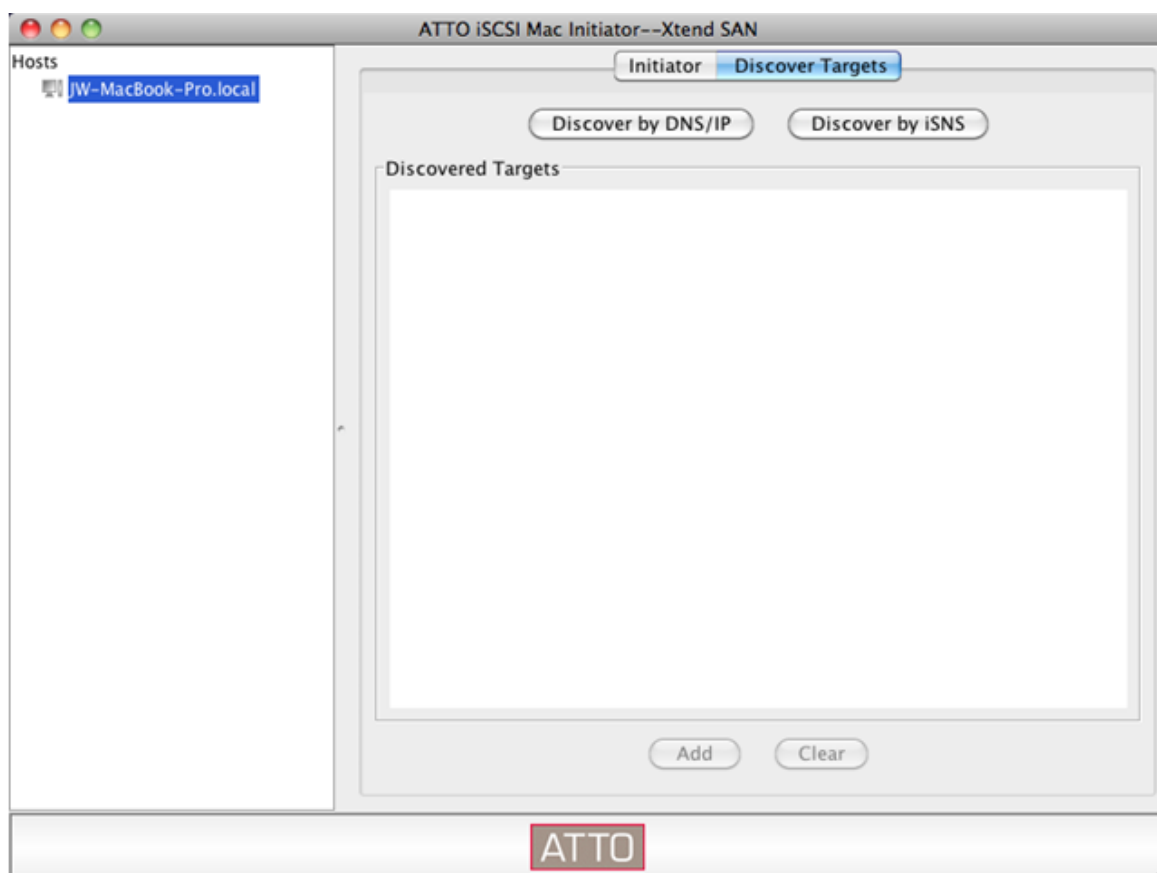 ATTO iSCSI Mac Initiator--Xtend SAN
Hosts
JW-MacBook-Pro.local
Initiator Discover Targets
Discover by DNS/IP Discover by iSNS
Discovered Targets
Add Clear
ATTO